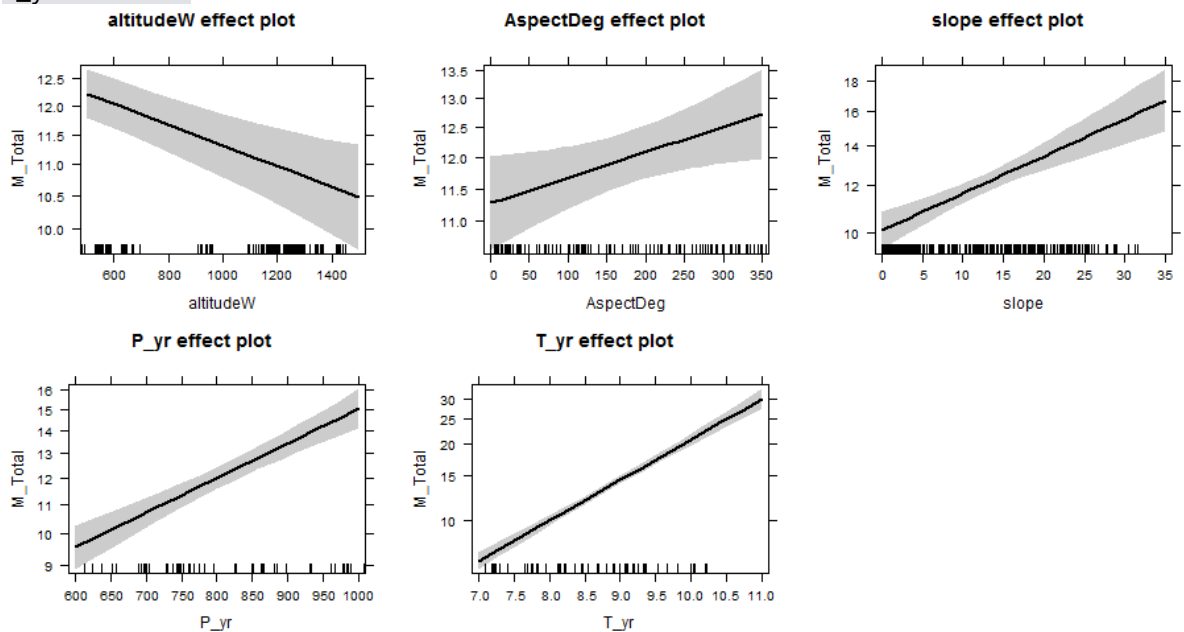 altitudeW effect plot
12.5
12.0
11.5
11.0
10.5
10.0
M_Total
600 800 1000 1200 1400
altitudeW
AspectDeg effect plot
13.5
13.0
12.5
12.0
11.5
11.0
M_Total
0 50 100 150 200 250 300 350
AspectDeg
slope effect plot
18
16
14
12
10
M_Total
0 5 10 15 20 25 30 35
slope
P_yr effect plot
16
15
14
13
12
11
10
9
M_Total
600 650 700 750 800 850 900 950 1000
P_yr
T_yr effect plot
30
25
20
15
10
M_Total
7.0 7.5 8.0 8.5 9.0 9.5 10.0 10.5 11.0
T_yr